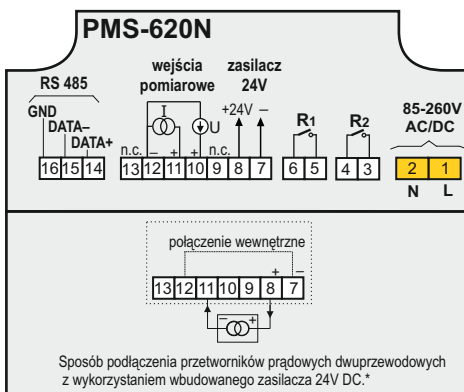 PMS-620N
wejścia pomiarowe
zasilacz 24V
RS 485
GND
DATA–
DATA+
I
U
+24V –
R1
R2
85-260V AC/DC
n.c. – + + n.c.
16 15 14
13 12 11 10 9 8 7
6 5
4 3
2 1
N L
połączenie wewnętrzne
+ –
13 12 11 10 9 8 7
– +
Sposób podłączenia przetworników prądowych dwuprzewodowych
z wykorzystaniem wbudowanego zasilacza 24V DC.*